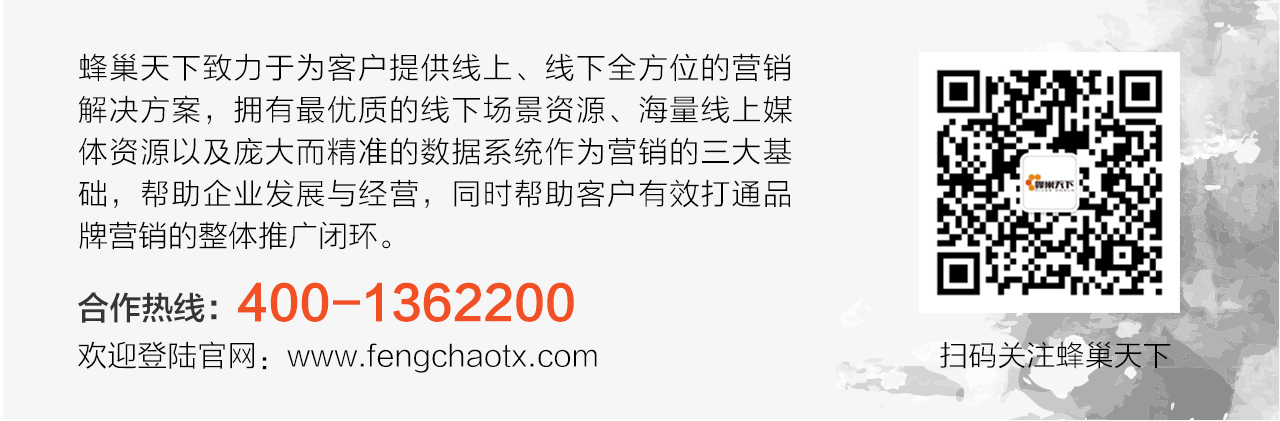 蜂巢天下致力于为客户提供线上、线下全方位的营销
解决方案，拥有最优质的线下场景资源、海量线上媒
体资源以及庞大而精准的数据系统作为营销的三大基
础，帮助企业发展与经营，同时帮助客户有效打通品
牌营销的整体推广闭环。
合作热线：400-1362200
欢迎登陆官网：www.fengchaotx.com
蜂巢天下
扫码关注蜂巢天下